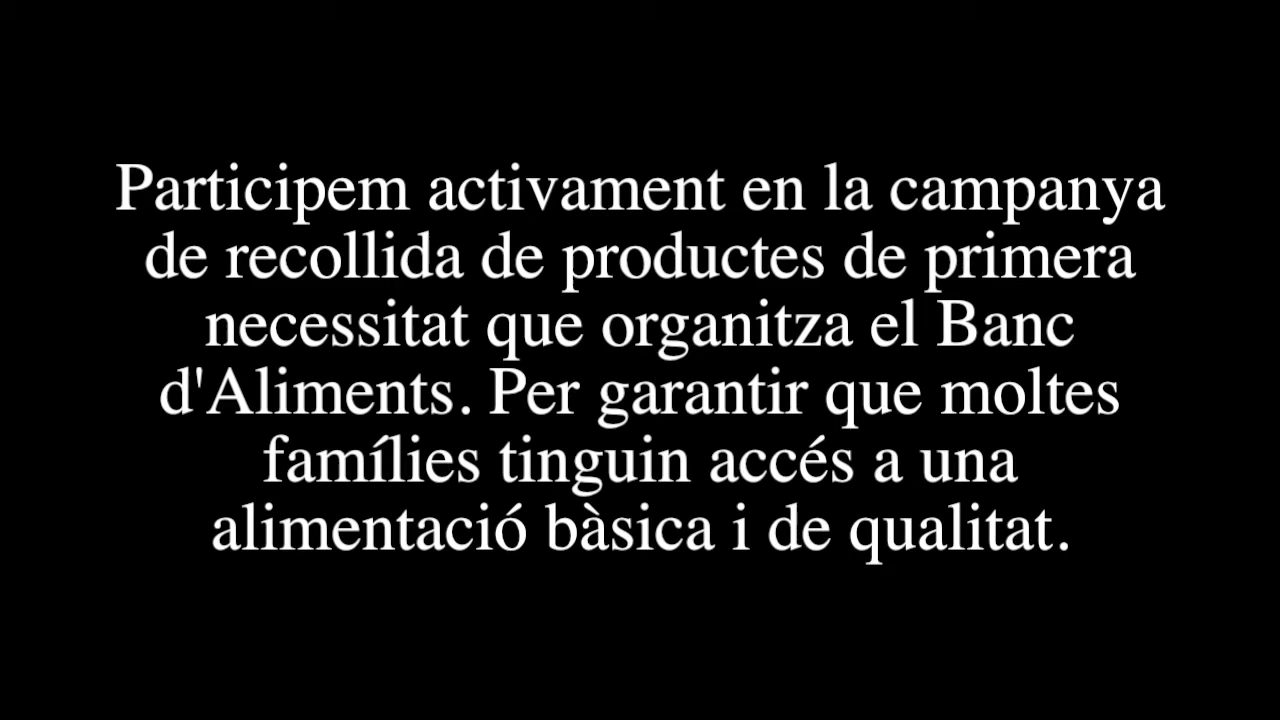 Participem activament en la campanya
de recollida de productes de primera
necessitat que organitza el Banc
d'Aliments. Per garantir que moltes
famílies tinguin accés a una
alimentació bàsica i de qualitat.